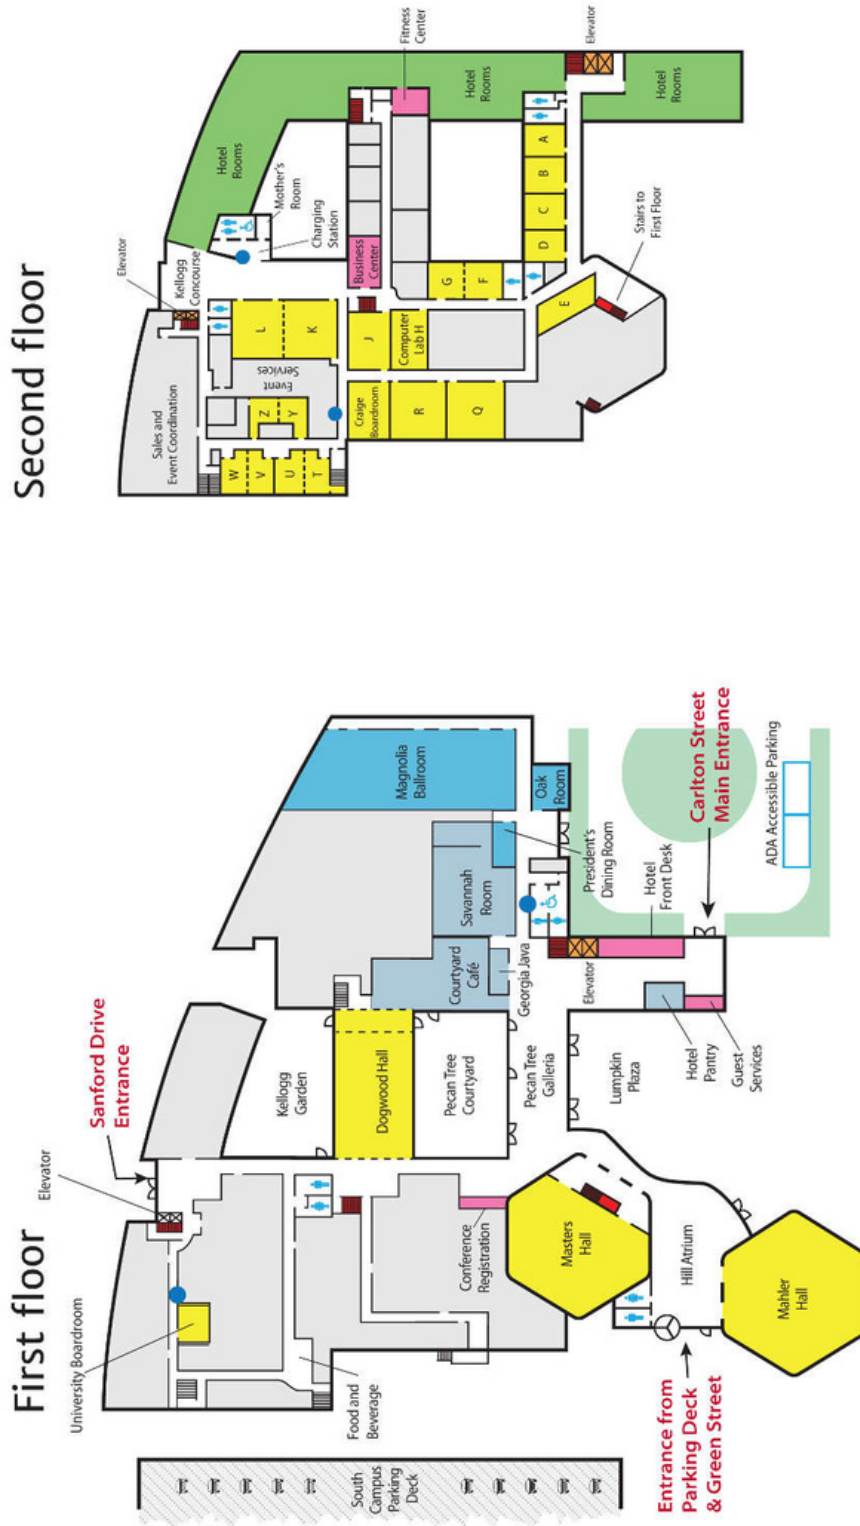 First floor
Sanford Drive
Entrance
Elevator
University Boardroom
Food and
Beverage
South
Campus
Parking
Deck
Kellogg
Garden
Dogwood Hall
Pecan Tree
Courtyard
Pecan Tree
Galleria
Conference
Registration
Masters
Hall
Hill Atrium
Mahler
Hall
Entrance from
Parking Deck
& Green Street
Lumpkin
Plaza
Magnolia
Ballroom
Oak
Room
Savannah
Room
President's
Dining Room
Courtyard
Café
Georgia Java
Elevator
Hotel
Front Desk
Hotel
Pantry
Guest
Services
Carlton Street
Main Entrance
ADA Accessible Parking
Second floor
Elevator
Kellogg
Concourse
Sales and
Event Coordination
Hotel
Rooms
Mother's
Room
Charging
Station
L
K
Event
Services
Z
Y
W
V
U
T
Craige
Boardroom
R
Q
J
Computer
Lab H
Business
Center
Fitness
Center
Hotel
Rooms
Elevator
Hotel
Rooms
G
F
A
B
C
D
E
Stairs to
First Floor